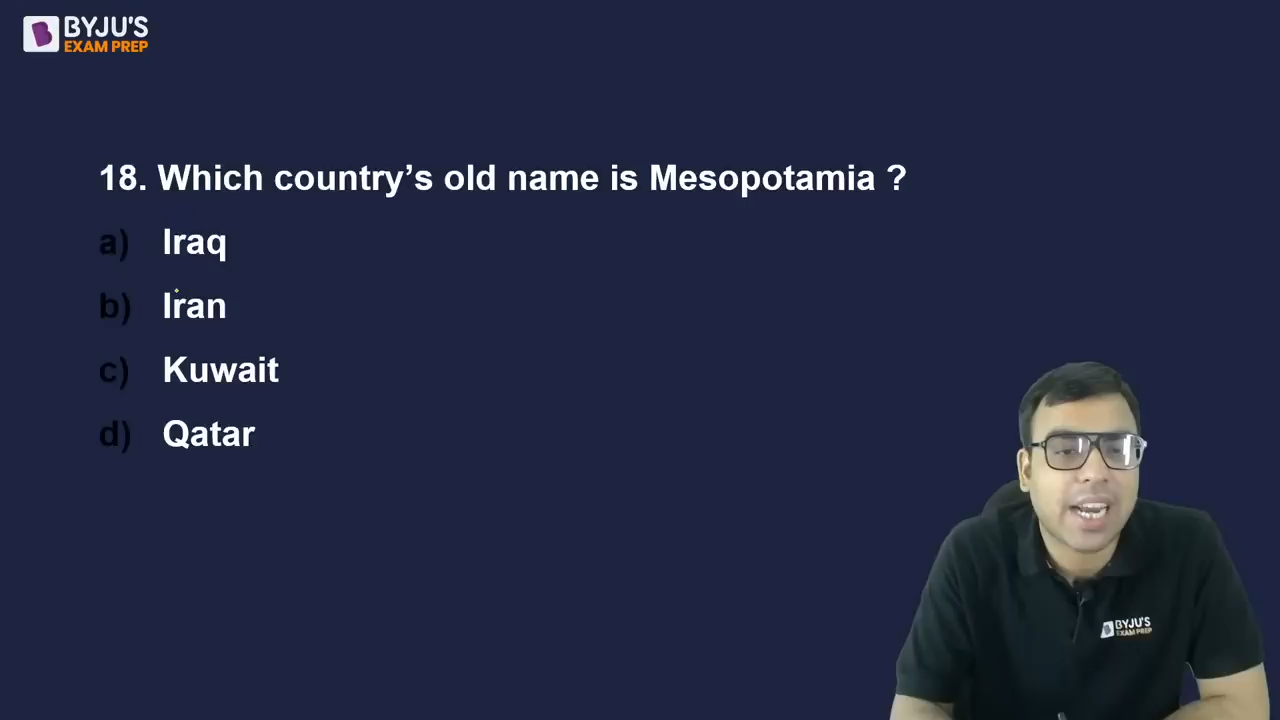 BYJU'S
EXAM PREP
18. Which country’s old name is Mesopotamia ?
a) Iraq
b) Iran
c) Kuwait
d) Qatar
BYJU'S
EXAM PREP